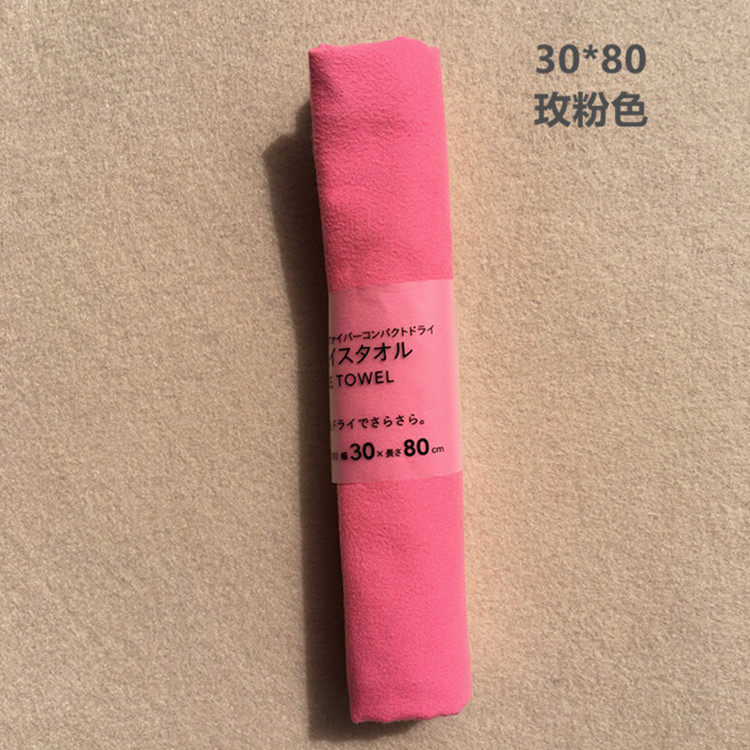 30*80
玫粉色
ァイバーコンパクトドライ
イスタオル
E TOWEL
ドライでさらさら。
幅30×長さ80cm